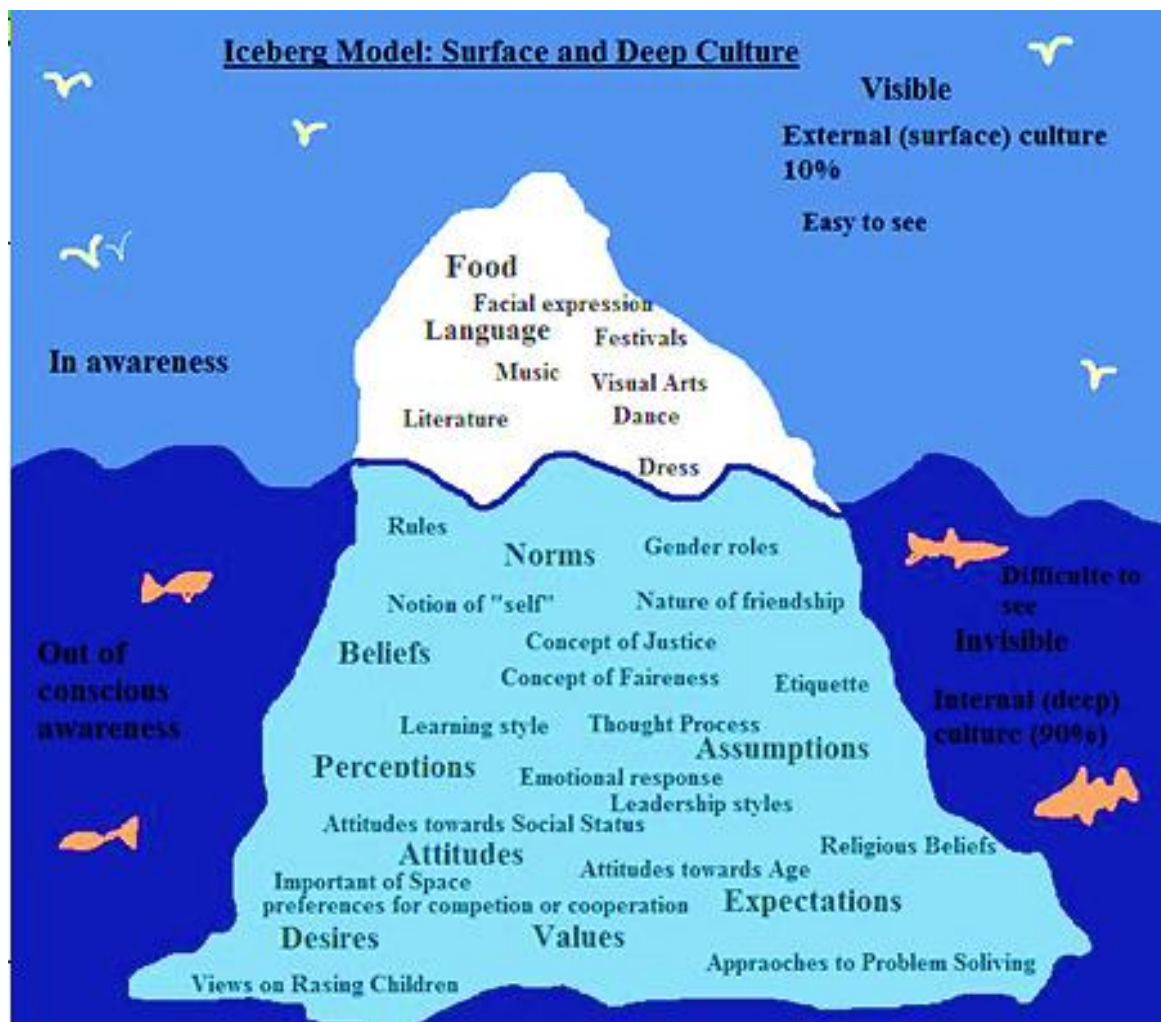 Iceberg Model: Surface and Deep Culture
Visible
External (surface) culture
10%
Easy to see
In awareness
Food
Facial expression
Language
Festivals
Music
Visual Arts
Literature
Dance
Dress
Rules
Norms
Gender roles
Notion of "self"
Nature of friendship
Beliefs
Concept of Justice
Concept of Faireness
Etiquette
Learning style
Thought Process
Assumptions
Perceptions
Emotional response
Leadership styles
Attitudes towards Social Status
Attitudes
Religious Beliefs
Attitudes towards Age
Important of Space
preferences for competion or cooperation
Expectations
Desires
Values
Appraoches to Problem Soliving
Views on Rasing Children
Out of
conscious
awareness
Difficulte to
see
Invisible
Internal (deep)
culture (90%)